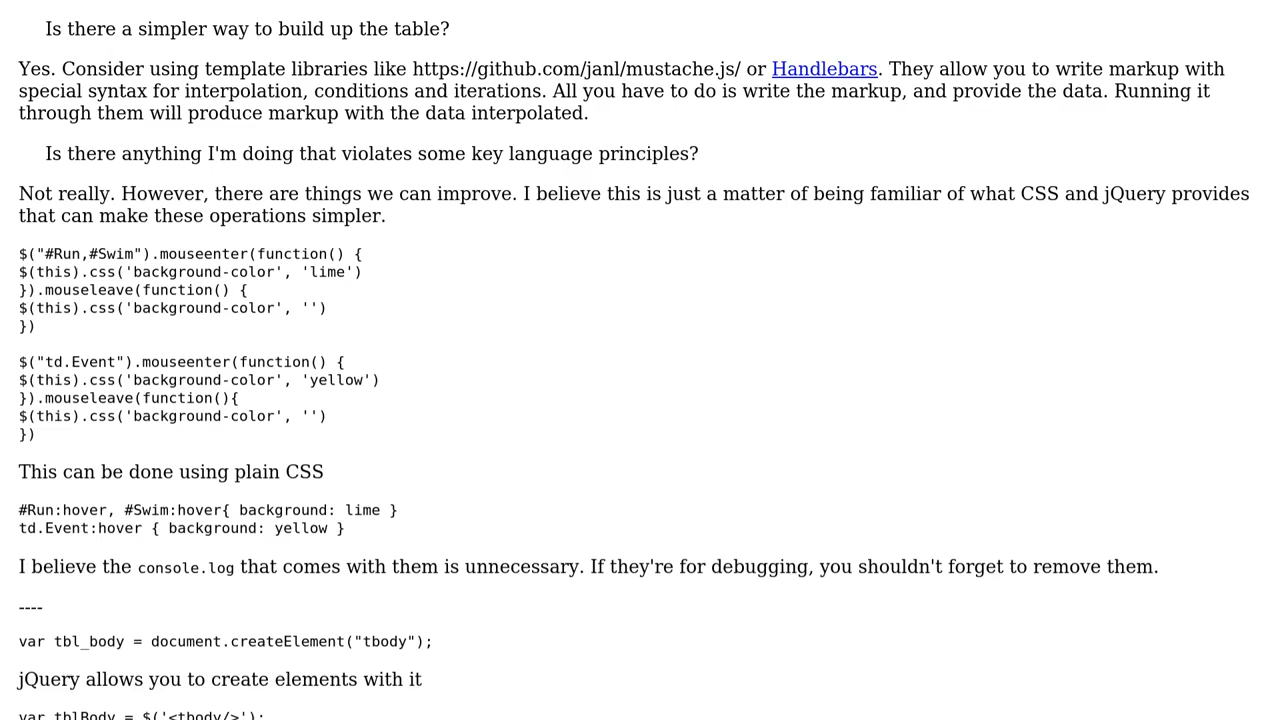 Is there a simpler way to build up the table?
Yes. Consider using template libraries like https://github.com/janl/mustache.js/ or Handlebars. They allow you to write markup with
special syntax for interpolation, conditions and iterations. All you have to do is write the markup, and provide the data. Running it
through them will produce markup with the data interpolated.
Is there anything I'm doing that violates some key language principles?
Not really. However, there are things we can improve. I believe this is just a matter of being familiar of what CSS and jQuery provides
that can make these operations simpler.
$("#Run,#Swim").mouseenter(function() {
$(this).css('background-color', 'lime')
}).mouseleave(function() {
$(this).css('background-color', '')
})
$("td.Event").mouseenter(function() {
$(this).css('background-color', 'yellow')
}).mouseleave(function(){
$(this).css('background-color', '')
})
This can be done using plain CSS
#Run:hover, #Swim:hover{ background: lime }
td.Event:hover { background: yellow }
I believe the console.log that comes with them is unnecessary. If they're for debugging, you shouldn't forget to remove them.
----
var tbl_body = document.createElement("tbody");
jQuery allows you to create elements with it
var tblBody = $('<tbody/>');